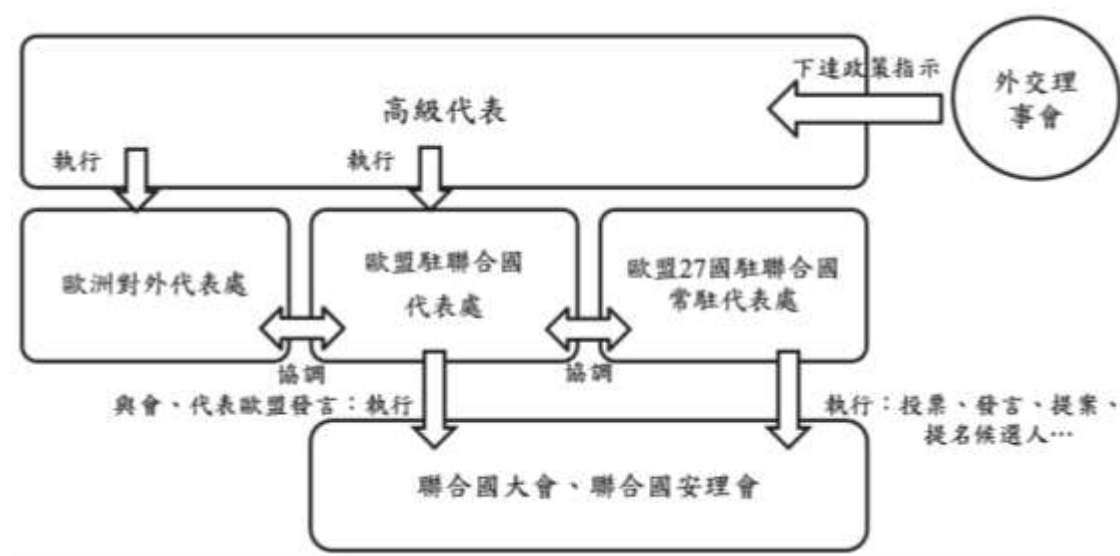 下達政策指示
外交理
事會
高級代表
執行
執行
歐洲對外代表處
歐盟駐聯合國
代表處
歐盟27國駐聯合國
常駐代表處
協調
協調
與會、代表歐盟發言：執行
執行：投票、發言、提案、
提名候選人…
聯合國大會、聯合國安理會